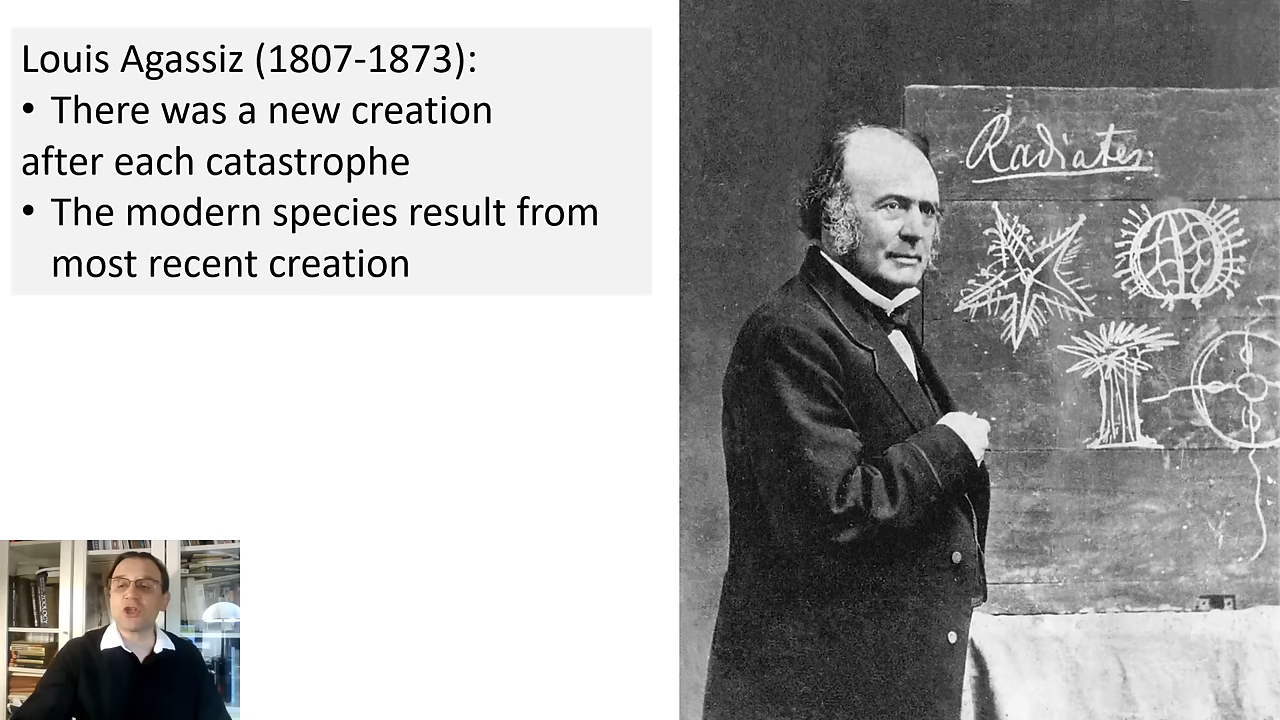 Louis Agassiz (1807-1873):
• There was a new creation
after each catastrophe
• The modern species result from
most recent creation
Radiates.